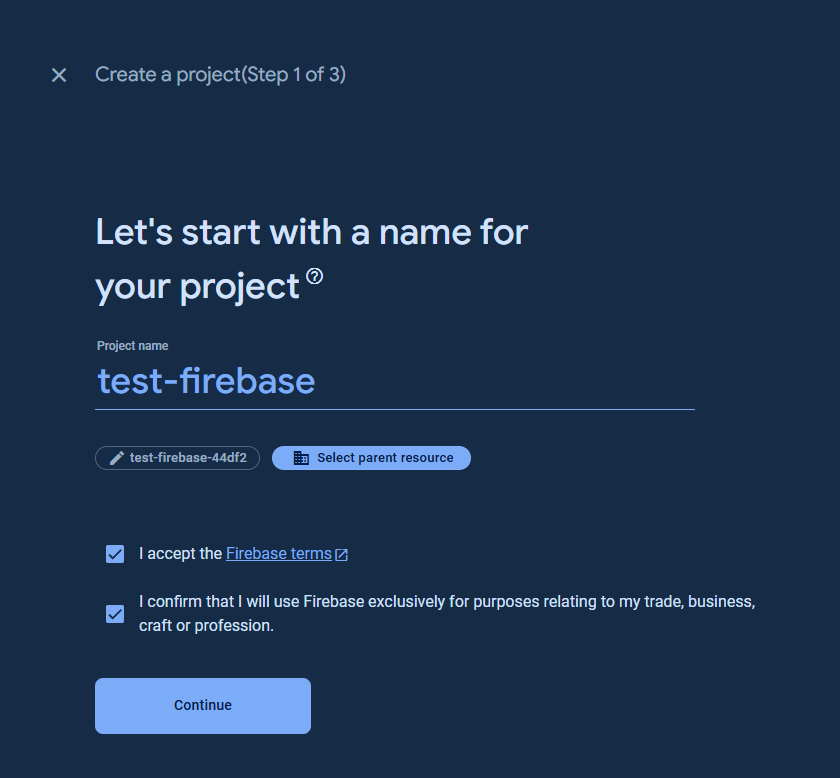 Create a project(Step 1 of 3)
Let's start with a name for
your project
Project name
test-firebase
test-firebase-44df2
Select parent resource
I accept the Firebase terms
I confirm that I will use Firebase exclusively for purposes relating to my trade, business,
craft or profession.
Continue